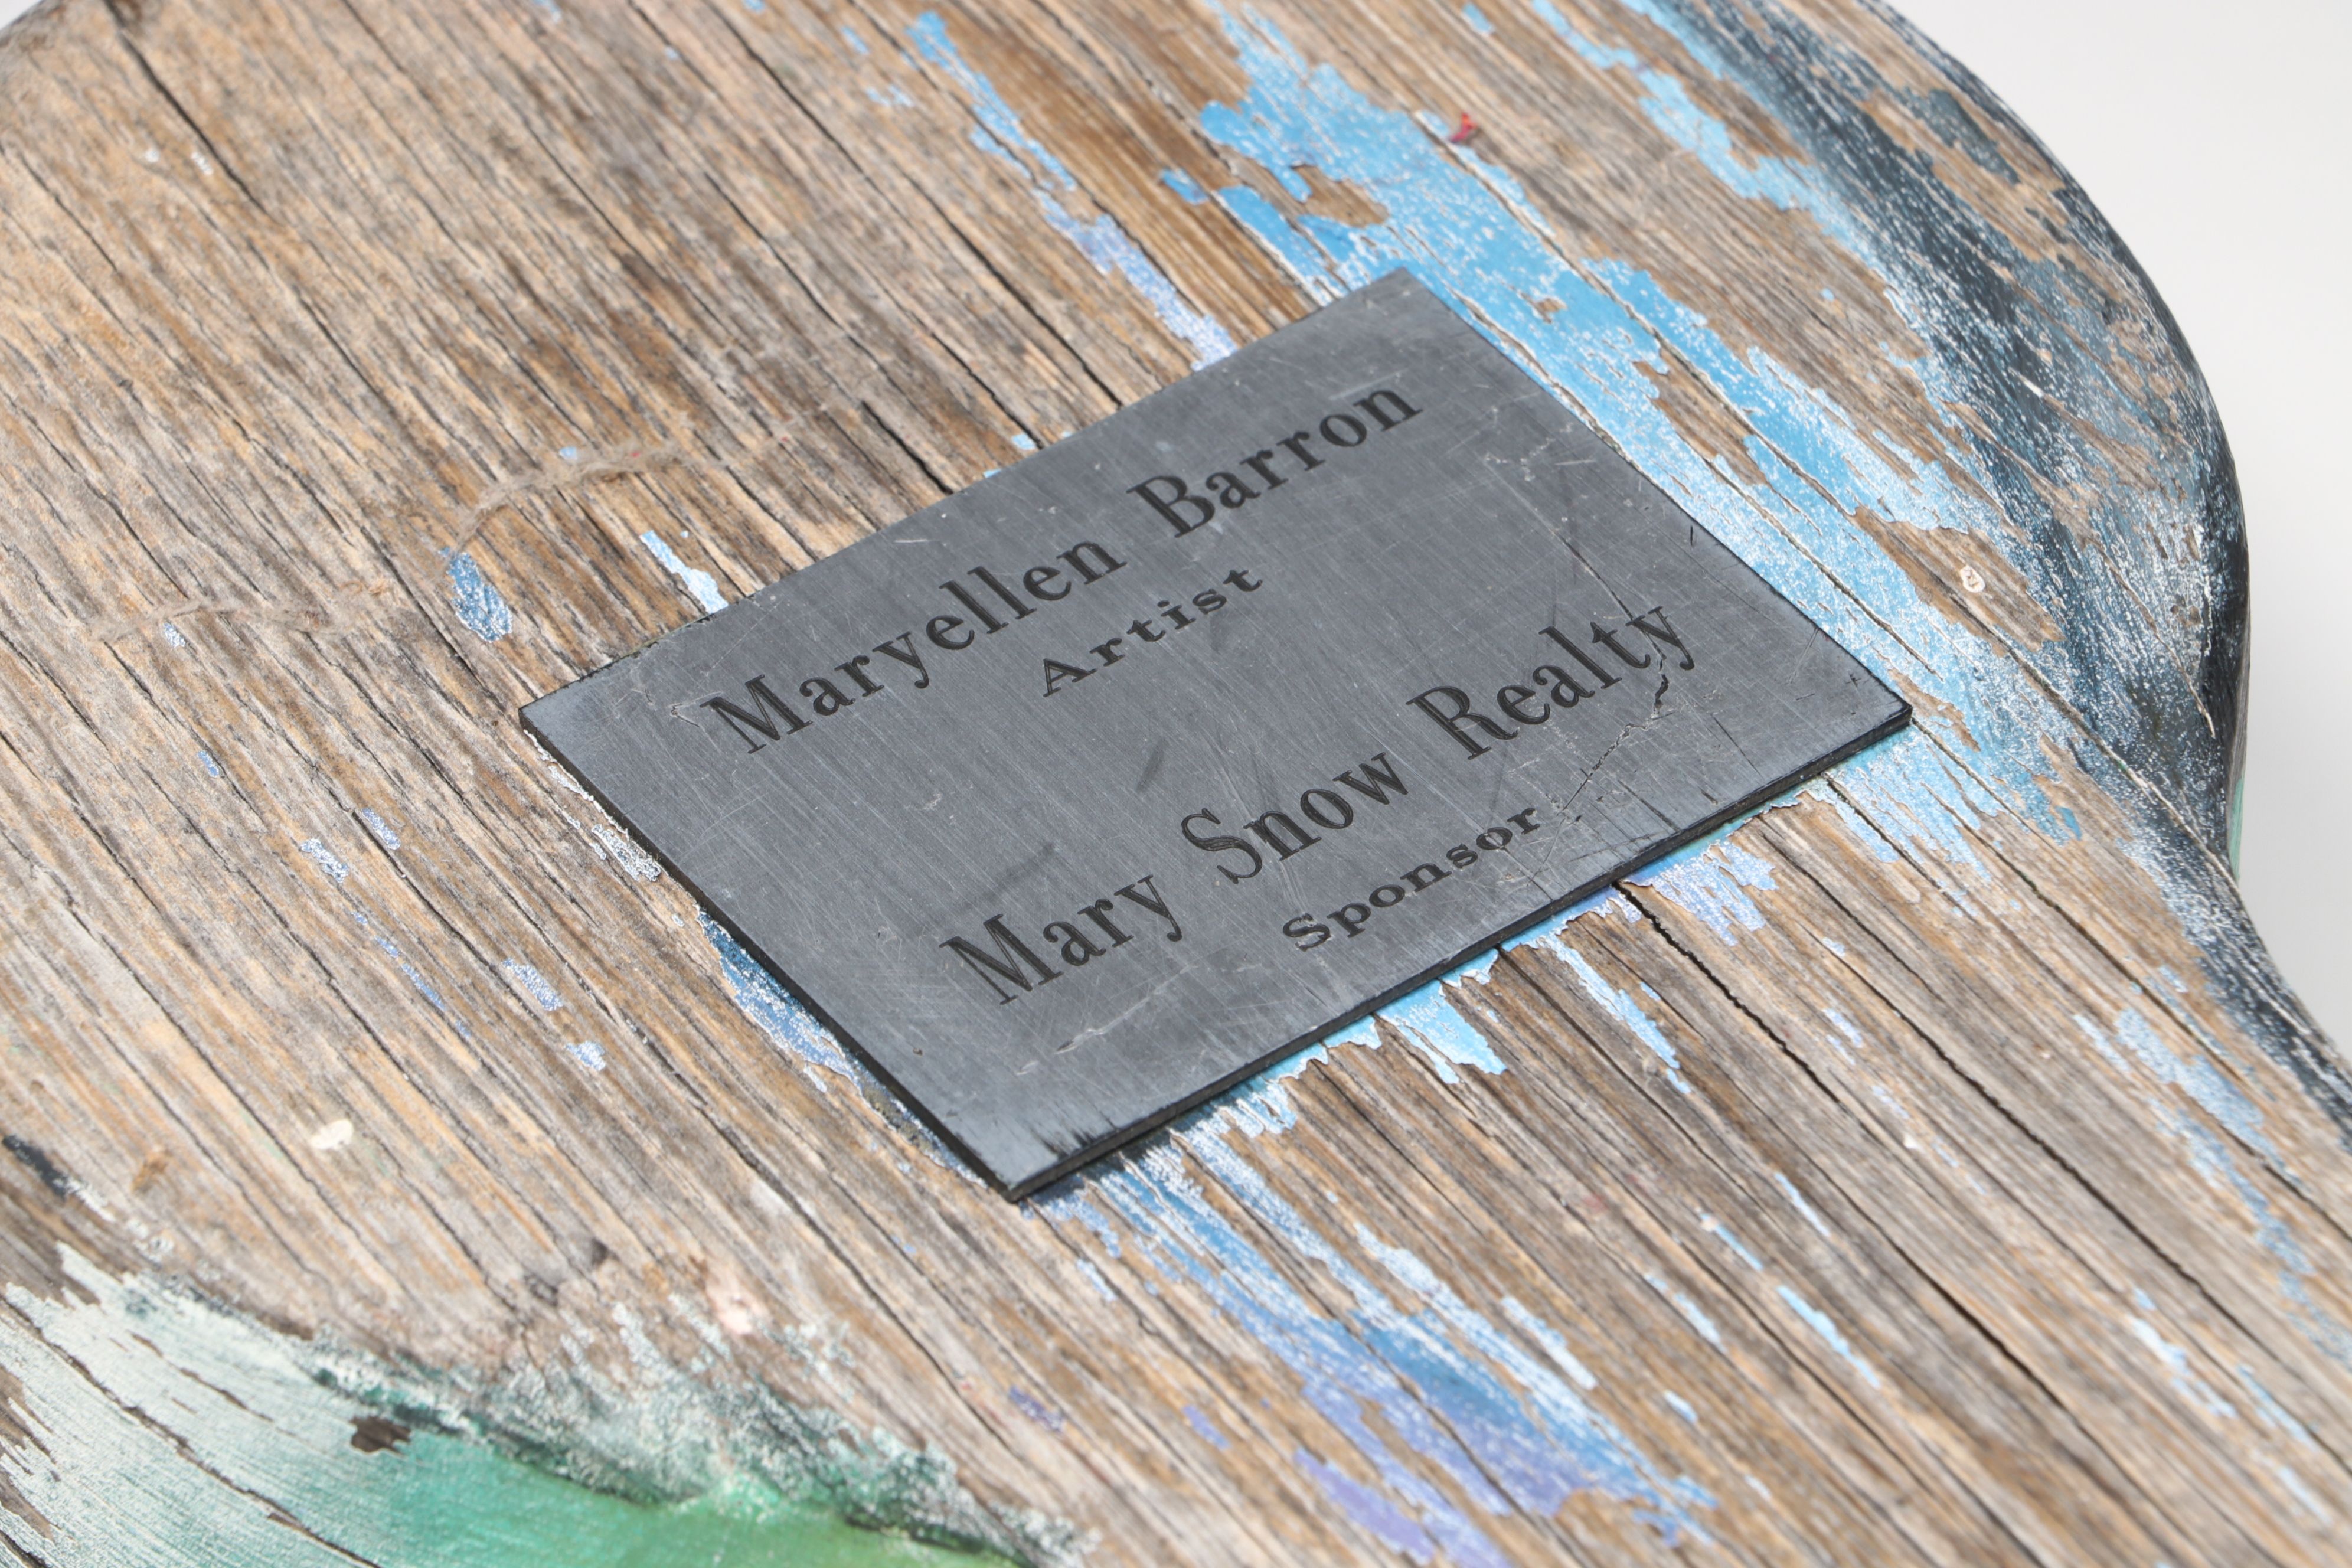 Maryellen Barron
Artist
Mary Snow Realty
Sponsor